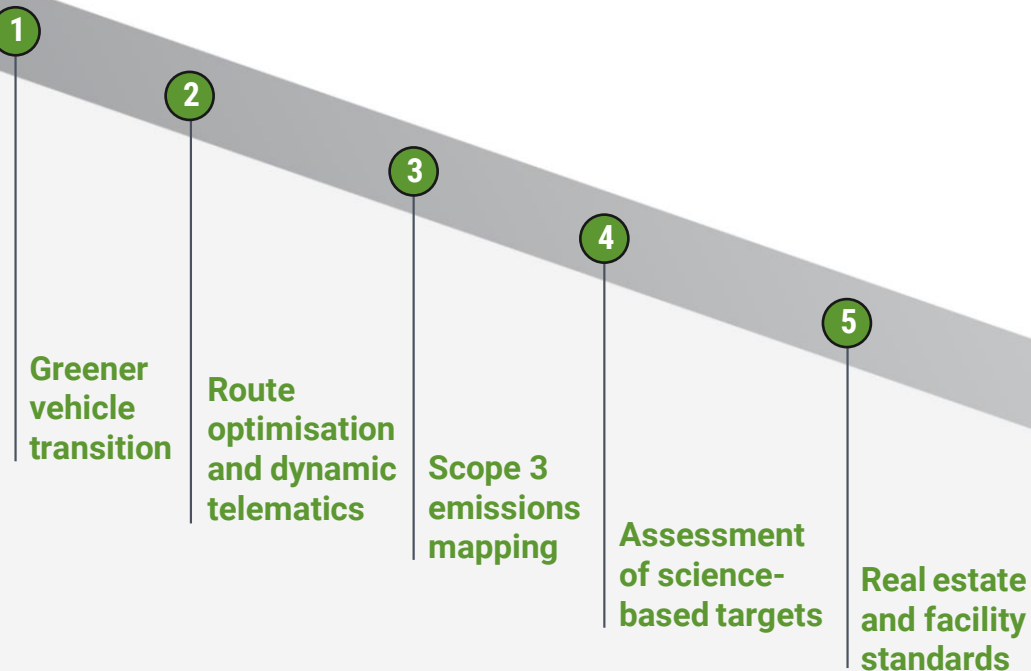 1
Greener
vehicle
transition
2
Route
optimisation
and dynamic
telematics
3
Scope 3
emissions
mapping
4
Assessment
of science-
based targets
5
Real estate
and facility
standards